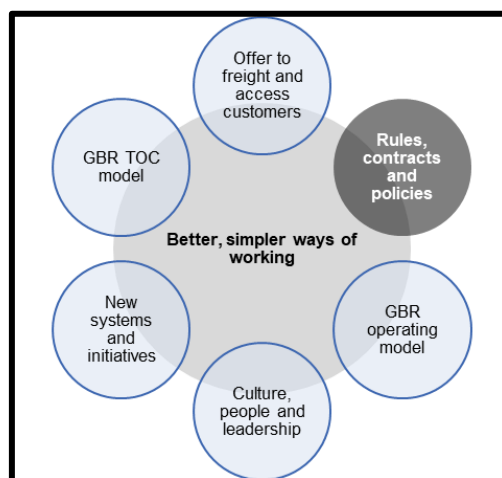 Offer to
freight and
access
customers
Rules,
contracts
and
policies
GBR TOC
model
Better, simpler ways of
working
New
systems
and
initiatives
GBR
operating
model
Culture,
people and
leadership